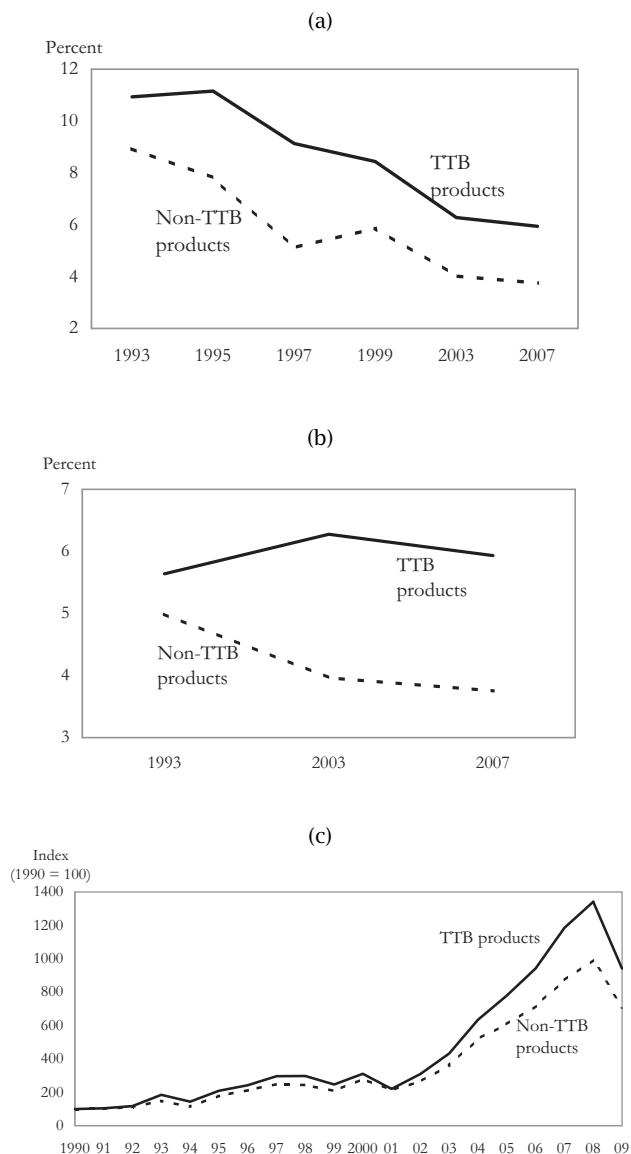 (a)
Percent
12
10
8
6
4
2
TTB
products
Non-TTB
products
1993 1995 1997 1999 2003 2007
(b)
Percent
7
6
5
4
3
TTB
products
Non-TTB
products
1993 2003 2007
(c)
Index
(1990 = 100)
1400
1200
1000
800
600
400
200
0
TTB products
Non-TTB
products
1990 91 92 93 94 95 96 97 98 99 2000 01 02 03 04 05 06 07 08 09